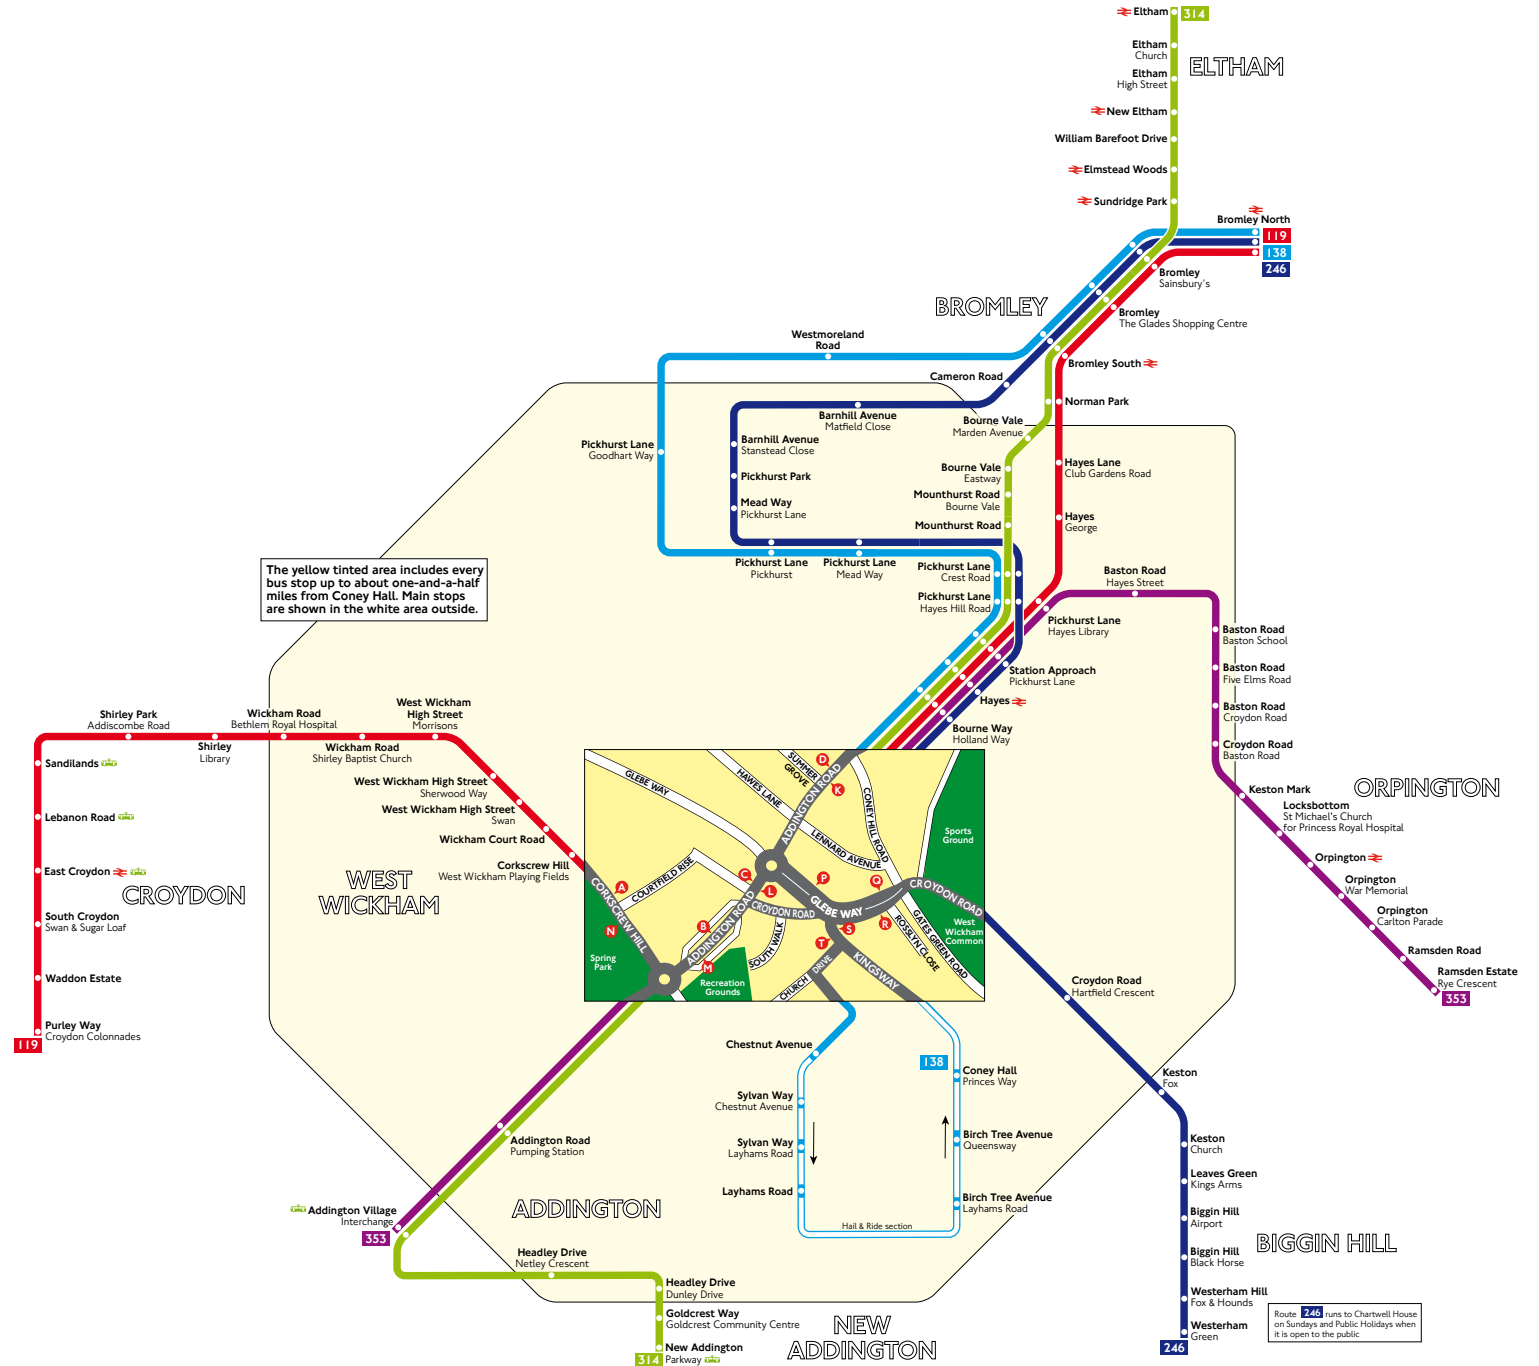 Eltham
314
Eltham
Church
ELTHAM
Eltham
High Street
New Eltham
William Barefoot Drive
Elmstead Woods
Sundridge Park
Bromley North
119
138
246
Bromley
Sainsbury's
BROMLEY
Bromley
The Glades Shopping Centre
Westmoreland
Road
Bromley South
Cameron Road
Norman Park
Barnhill Avenue
Matfield Close
Bourne Vale
Marden Avenue
Pickhurst Lane
Goodhart Way
Barnhill Avenue
Stanstead Close
Pickhurst Park
Mead Way
Pickhurst Lane
Bourne Vale
Eastway
Mounthurst Road
Bourne Vale
Mounthurst Road
Hayes Lane
Club Gardens Road
Hayes
George
Pickhurst Lane
Pickhurst
Pickhurst Lane
Mead Way
Pickhurst Lane
Crest Road
Pickhurst Lane
Hayes Hill Road
Baston Road
Hayes Street
The yellow tinted area includes every
bus stop up to about one-and-a-half
miles from Coney Hall. Main stops
are shown in the white area outside.
Pickhurst Lane
Hayes Library
Baston Road
Baston School
Station Approach
Pickhurst Lane
Baston Road
Five Elms Road
Hayes
Baston Road
Croydon Road
Bourne Way
Holland Way
Croydon Road
Baston Road
Shirley Park
Addiscombe Road
Wickham Road
Bethlem Royal Hospital
West Wickham
High Street
Morrisons
Shirley
Library
Wickham Road
Shirley Baptist Church
Sandilands
West Wickham High Street
Sherwood Way
West Wickham High Street
Swan
Lebanon Road
Wickham Court Road
Corkscrew Hill
West Wickham Playing Fields
East Croydon
CROYDON
WEST
WICKHAM
South Croydon
Swan & Sugar Loaf
Waddon Estate
Purley Way
Croydon Colonnades
119
GLEBE WAY
HAWES LANE
SUMMER
GROVE
D
K
ADDINGTON ROAD
CONEY HILL ROAD
LENNARD AVENUE
Sports
Ground
COURTFIELD RISE
A
C
L
P
Q
CORKSCREW HILL
N
B
ADDINGTON ROAD
CROYDON ROAD
GLEBE WAY
CROYDON ROAD
S
R
T
M
Spring
Park
SOUTH WALK
Recreation
Grounds
CHURCH
DRIVE
KINGSWAY
ROSSLYN CLOSE
GATES GREEN ROAD
West
Wickham
Common
Keston Mark
ORPINGTON
Locksbottom
St Michael's Church
for Princess Royal Hospital
Orpington
Orpington
War Memorial
Orpington
Carlton Parade
Ramsden Road
Ramsden Estate
Rye Crescent
353
Croydon Road
Hartfield Crescent
Chestnut Avenue
138
Coney Hall
Princes Way
Keston
Fox
Sylvan Way
Chestnut Avenue
Sylvan Way
Layhams Road
Birch Tree Avenue
Queensway
Layhams Road
Birch Tree Avenue
Layhams Road
Hail & Ride section
Keston
Church
Leaves Green
Kings Arms
Biggin Hill
Airport
BIGGIN HILL
Biggin Hill
Black Horse
Westerham Hill
Fox & Hounds
Westerham
Green
246
Route 246 runs to Chartwell House
on Sundays and Public Holidays when
it is open to the public
Addington Road
Pumping Station
Addington Village
Interchange
353
ADDINGTON
Headley Drive
Netley Crescent
Headley Drive
Dunley Drive
Goldcrest Way
Goldcrest Community Centre
New Addington
Parkway
314
NEW
ADDINGTON